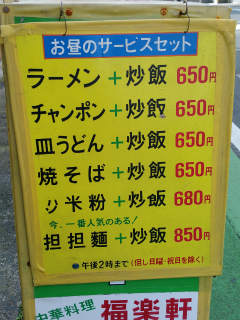 お昼のサービスセット
ラーメン+炒飯 650円
チャンポン+炒飯 650円
皿うどん+炒飯 650円
焼そば+炒飯 650円
米粉+炒飯 680円
今、一番人気のある!
担担麺+炒飯 850円
●午後2時まで(但し日曜・祝日を除く)
中華料理 福楽軒